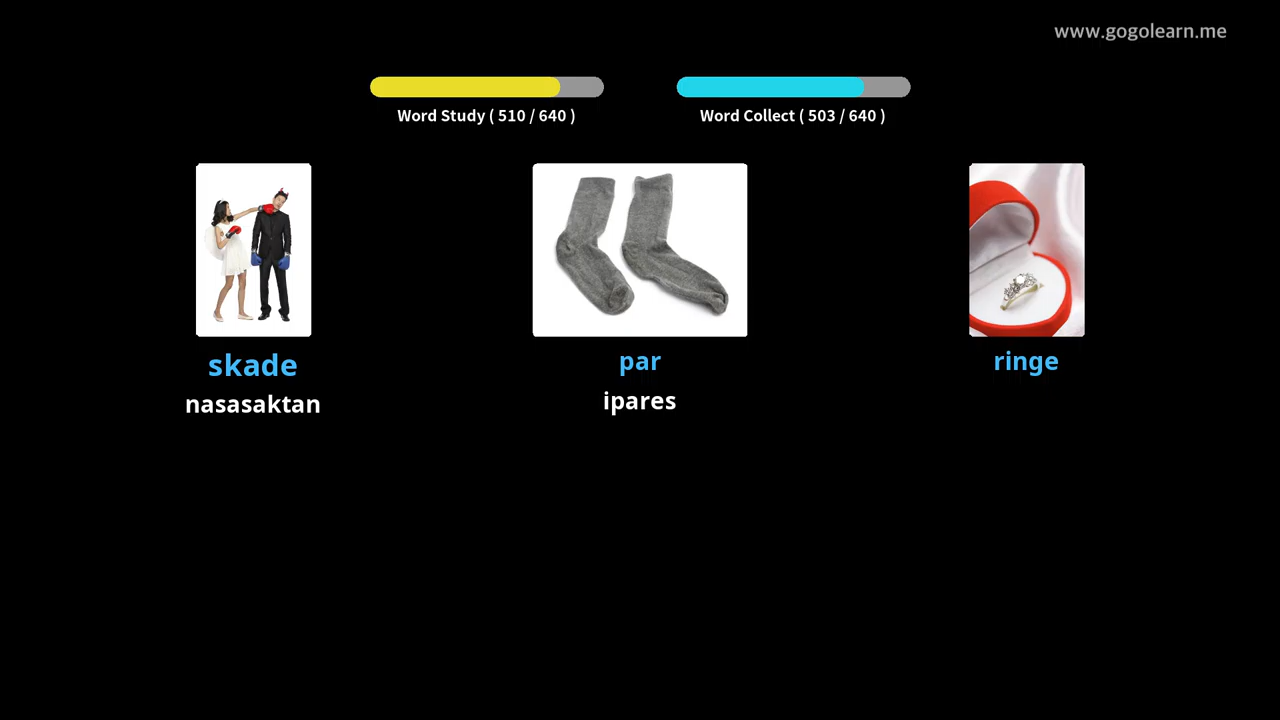 www.gogolearn.me
Word Study ( 510 / 640 )
Word Collect ( 503 / 640 )
skade
par
ringe
nasasaktan
ipares